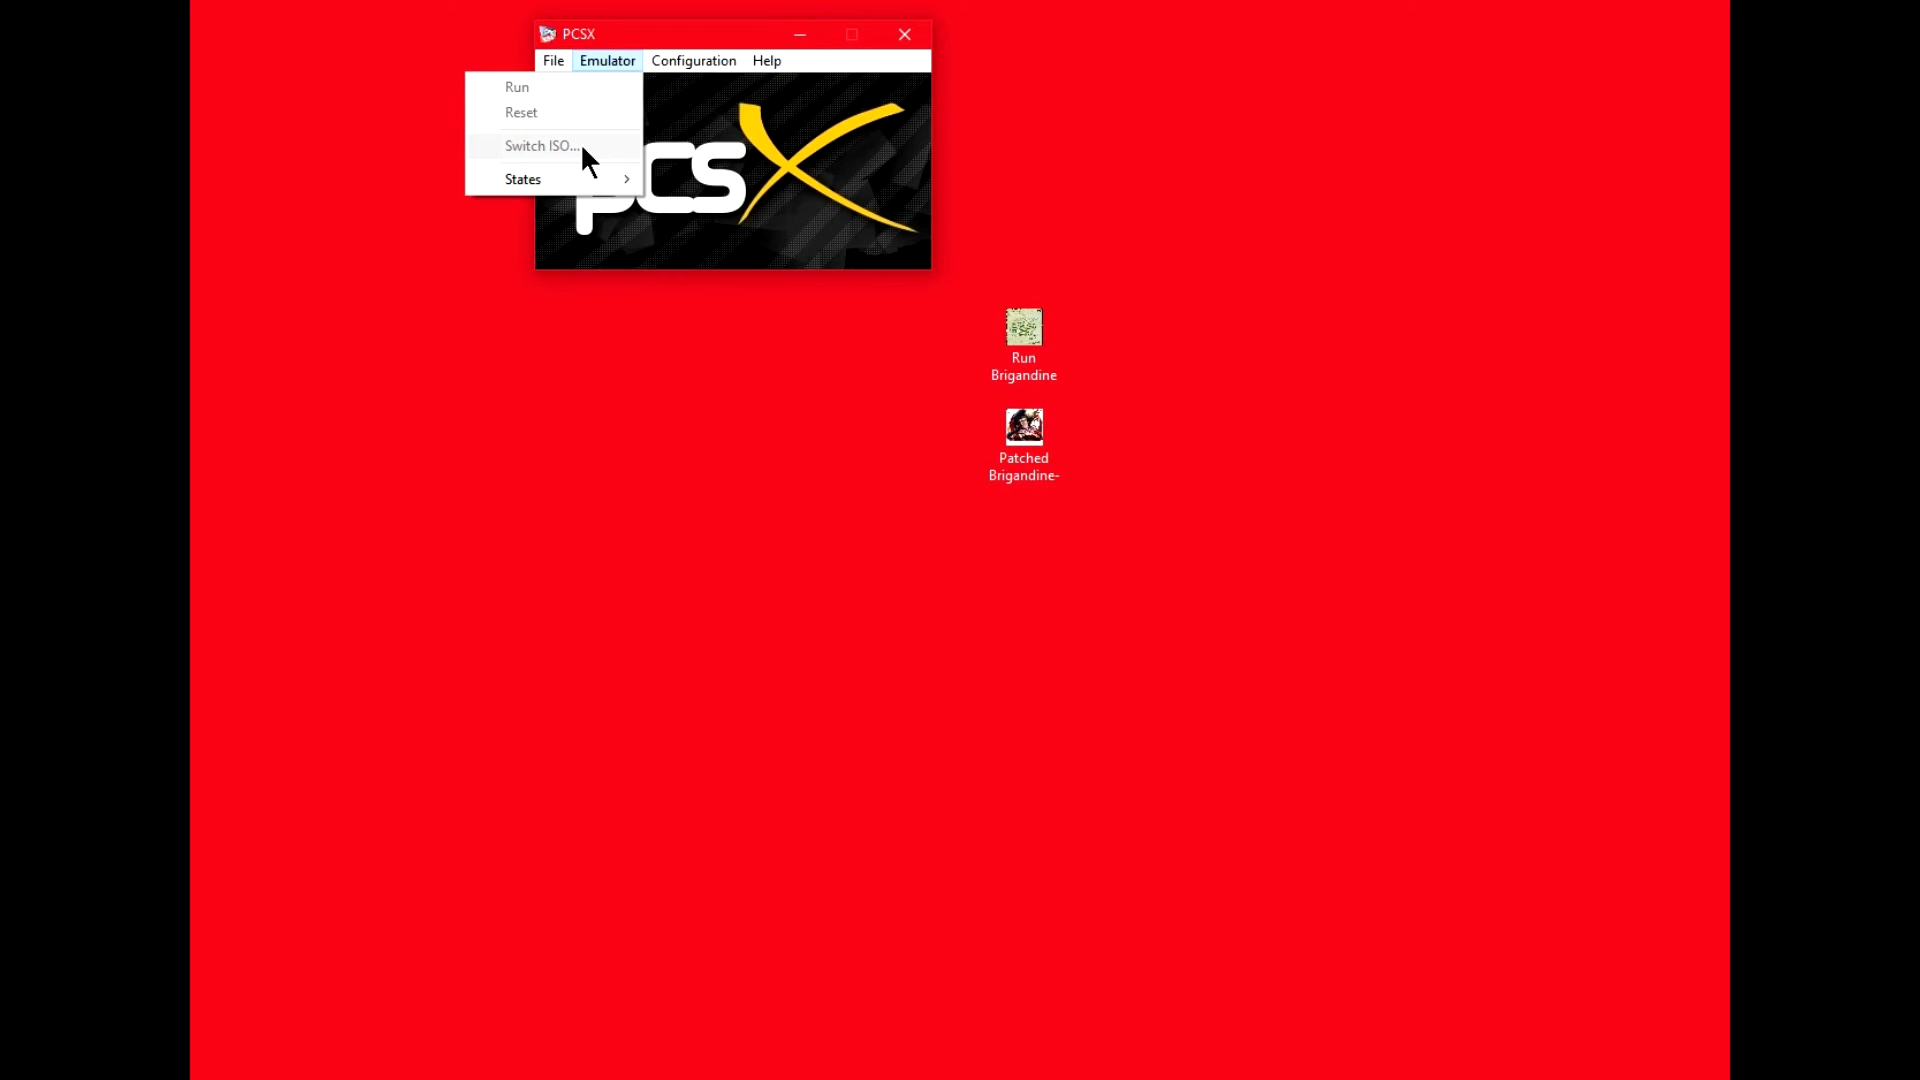 PCSX
File Emulator Configuration Help
Run
Reset
Switch ISO...
States
pcsx
Run
Brigandine
Patched
Brigandine-